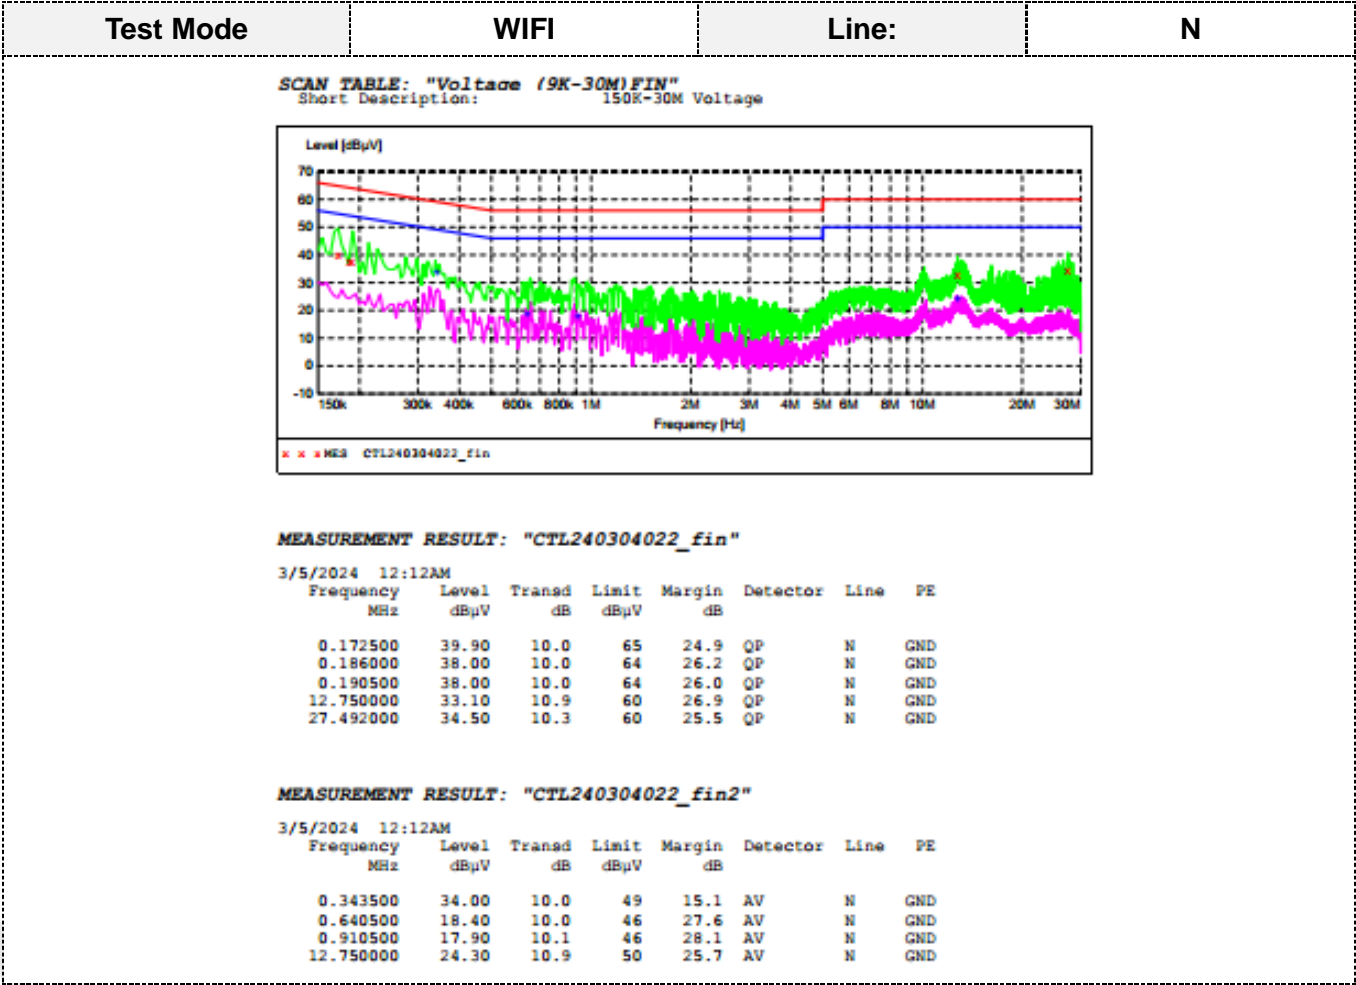 Test Mode WIFI Line: N
SCAN TABLE: "Voltage (9K-30M)FIN"
Short Description: 150K-30M Voltage
Level [dBµV]
70
60
50
40
30
20
10
0
-10
150k 300k 400k 600k 800k 1M 2M 3M 4M 5M 6M 8M 10M 20M 30M
Frequency [Hz]
x x x MES CTL240304022_fin
MEASUREMENT RESULT: "CTL240304022_fin"
3/5/2024 12:12AM
Frequency Level Transd Limit Margin Detector Line PE
MHz dBµV dB dBµV dB
0.172500 39.90 10.0 65 24.9 QP N GND
0.186000 38.00 10.0 64 26.2 QP N GND
0.190500 38.00 10.0 64 26.0 QP N GND
12.750000 33.10 10.9 60 26.9 QP N GND
27.492000 34.50 10.3 60 25.5 QP N GND
MEASUREMENT RESULT: "CTL240304022_fin2"
3/5/2024 12:12AM
Frequency Level Transd Limit Margin Detector Line PE
MHz dBµV dB dBµV dB
0.343500 34.00 10.0 49 15.1 AV N GND
0.640500 18.40 10.0 46 27.6 AV N GND
0.910500 17.90 10.1 46 28.1 AV N GND
12.750000 24.30 10.9 50 25.7 AV N GND